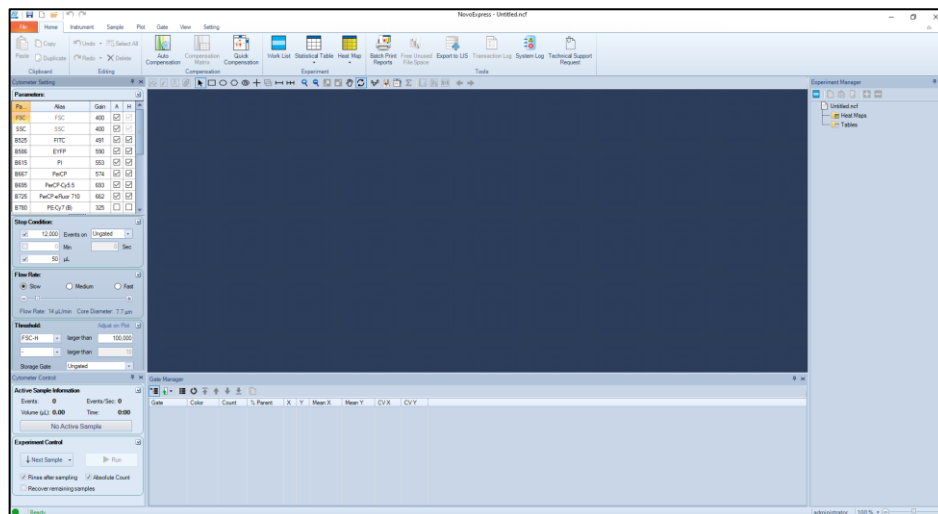 NovoExpress - Untitled.ncf
File Home Instrument Sample Plot Gate View Setting
Paste Copy Duplicate Undo Redo Select All Delete Auto Compensation Compensation Matrix Quick Compensation Work List Statistical Table Heat Map Batch Print Reports Free Unused File Space Export to LIS Transaction Log System Log Technical Support Request
Clipboard Editing Compensation Experiment Tools
Cytometer Setting
Parameters:
Pa... Alias Gain A H
FSC FSC 400
SSC SSC 400
B525 FITC 491
B586 EYFP 590
B615 PI 553
B667 PerCP 574
B695 PerCP-Cy5.5 683
B725 PerCP-eFluor 710 662
B780 PE-Cy7 (B) 325
Stop Condition:
12,000 Events on Ungated
0 Min 0 Sec
50 µL
Flow Rate:
Slow Medium Fast
Flow Rate: 14 µL/min Core Diameter: 7.7 µm
Threshold: Adjust on Plot
FSC-H larger than 100,000
- larger than
Storage Gate Ungated
Cytometer Control
Active Sample Information
Events: 0 Events/Sec: 0
Volume (µL): 0.00 Time: 0:00
No Active Sample
Experiment Control
Next Sample Run
Rinse after sampling Absolute Count
Recover remaining samples
Ready
Gate Manager
Gate Color Count % Parent X Y Mean X Mean Y CV X CV Y
Experiment Manager
Untitled.ncf
Heat Maps
Tables
administrator 100 %